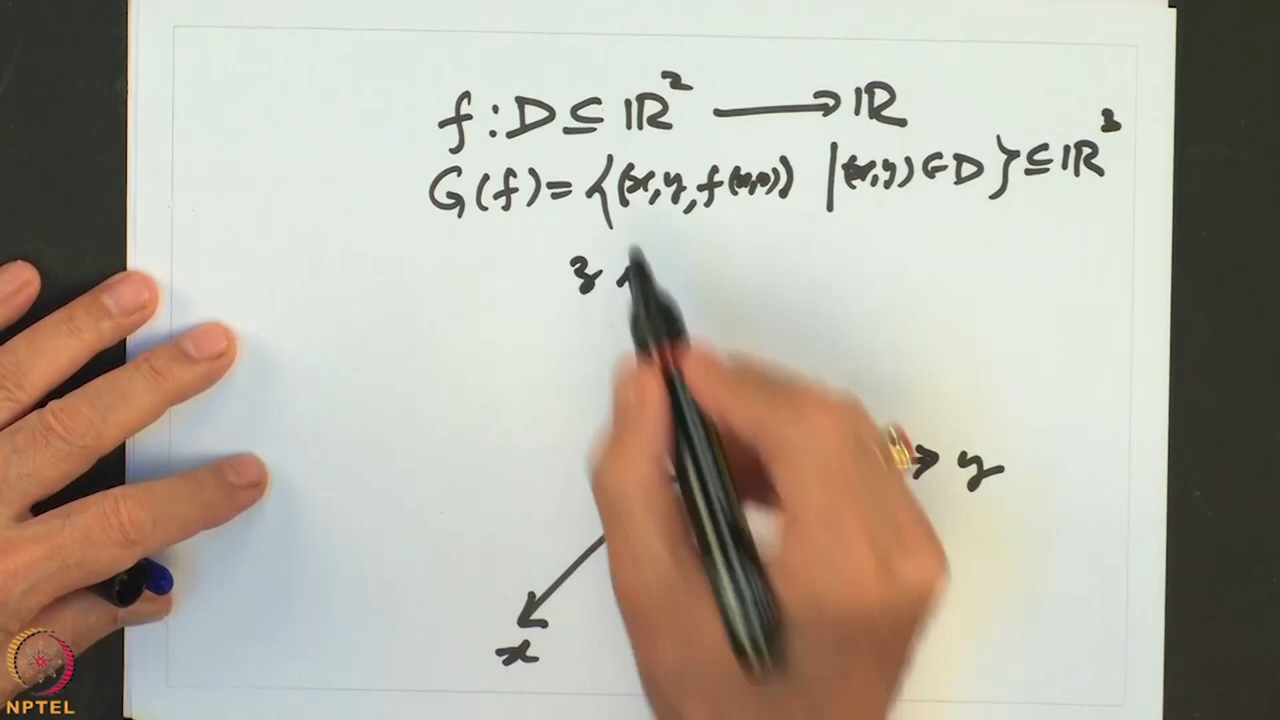 f : D ⊆ ℝ² ⟶ ℝ
G(f) = {(x, y, f(x,y)) | (x,y) ∈ D} ⊆ ℝ³
z
y
x
NPTEL